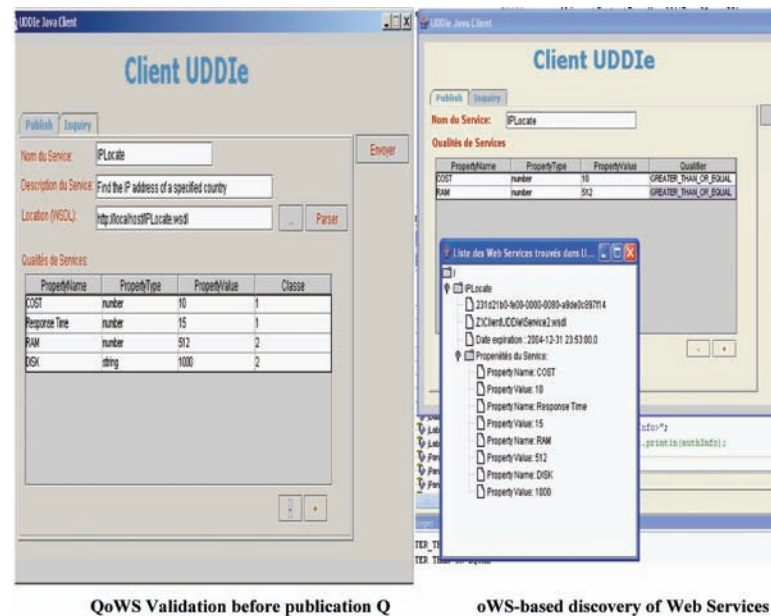 UDDIe Java Client
Client UDDIe
Publish Inquiry
Nom du Service: IPLocate
Envoyer
Description du Service: Find the IP address of a specified country
Location (WSDL): http://localhost/IPLocate.wsdl ... Parser
Qualités de Services:
PropertyName PropertyType PropertyValue Classe
COST number 10 1
Response Time number 15 1
RAM number 512 2
DISK string 1000 2
- +
UDDIe Java Client
Client UDDIe
Publish Inquiry
Nom du Service: IPLocate
Qualités de Services
PropertyName PropertyType PropertyValue Qualifier
COST number 10 GREATER_THAN_OR_EQUAL
RAM number 512 GREATER_THAN_OR_EQUAL
- +
Liste des Web Services trouvés dans U...
/
IPLocate
Z:\ClientUDDIe\Service2.wsdl
Date expiration : 2004-12-31 23:53:00.0
Propriétés du Service:
Property Name: COST
Property Value: 10
Property Name: Response Time
Property Value: 15
Property Name: RAM
Property Value: 512
Property Name: DISK
Property Value: 1000
nfo>";
.println(authInfo);
QoWS Validation before publication Q
oWS-based discovery of Web Services